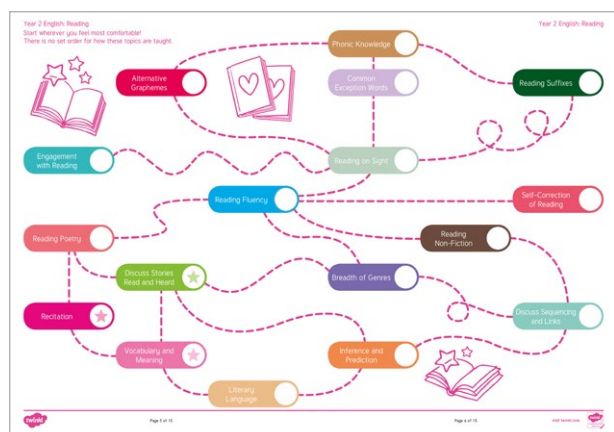 Year 2 English: Reading
Start wherever you feel most comfortable!
There is no set order for how these topics are taught.
Year 2 English: Reading
Phonic Knowledge
Alternative
Graphemes
Common
Exception Words
Reading Suffixes
Engagement
with Reading
Reading on Sight
Reading Fluency
Self-Correction
of Reading
Reading Poetry
Reading
Non-Fiction
Discuss Stories
Read and Heard
Breadth of Genres
Recitation
Discuss Sequencing
and Links
Vocabulary and
Meaning
Inference and
Prediction
Literary
Language
twinkl
Page 5 of 15
Page 6 of 15
visit twinkl.com